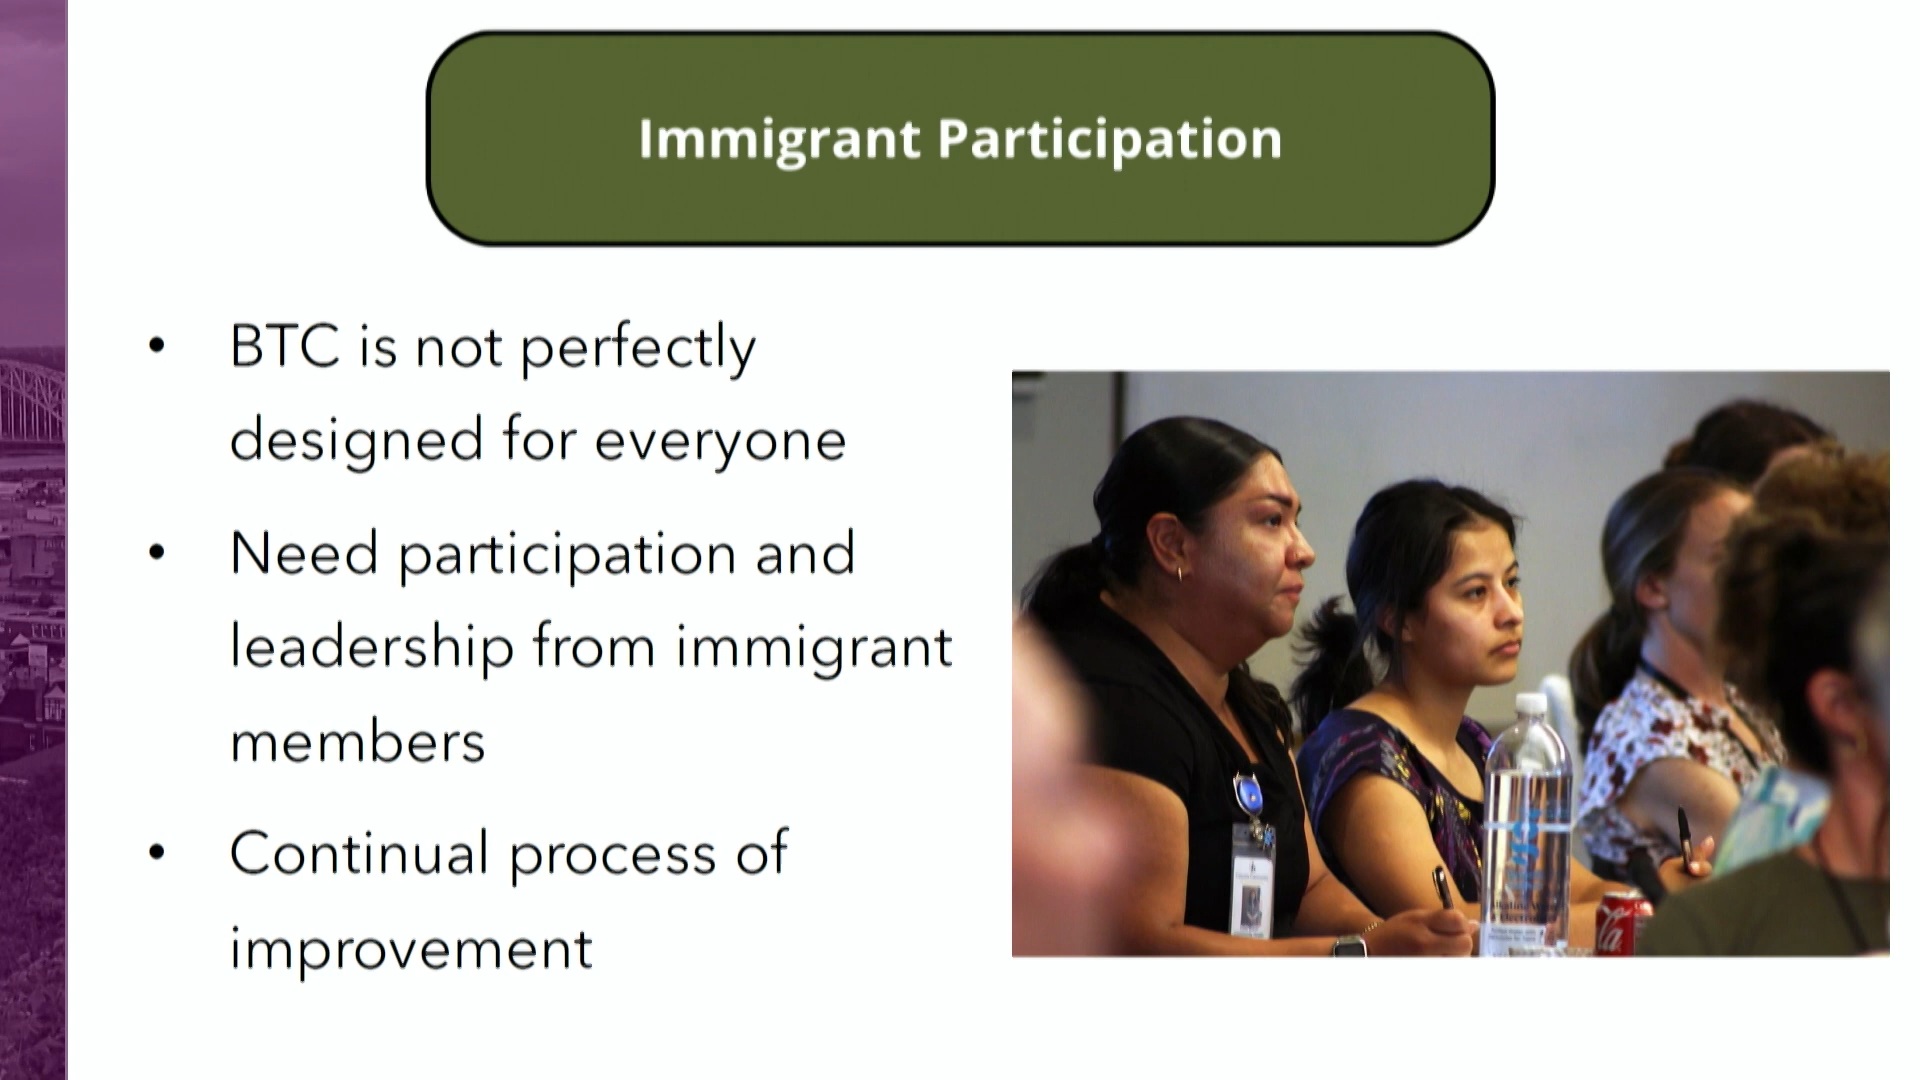 Immigrant Participation
• BTC is not perfectly
designed for everyone
• Need participation and
leadership from immigrant
members
• Continual process of
improvement